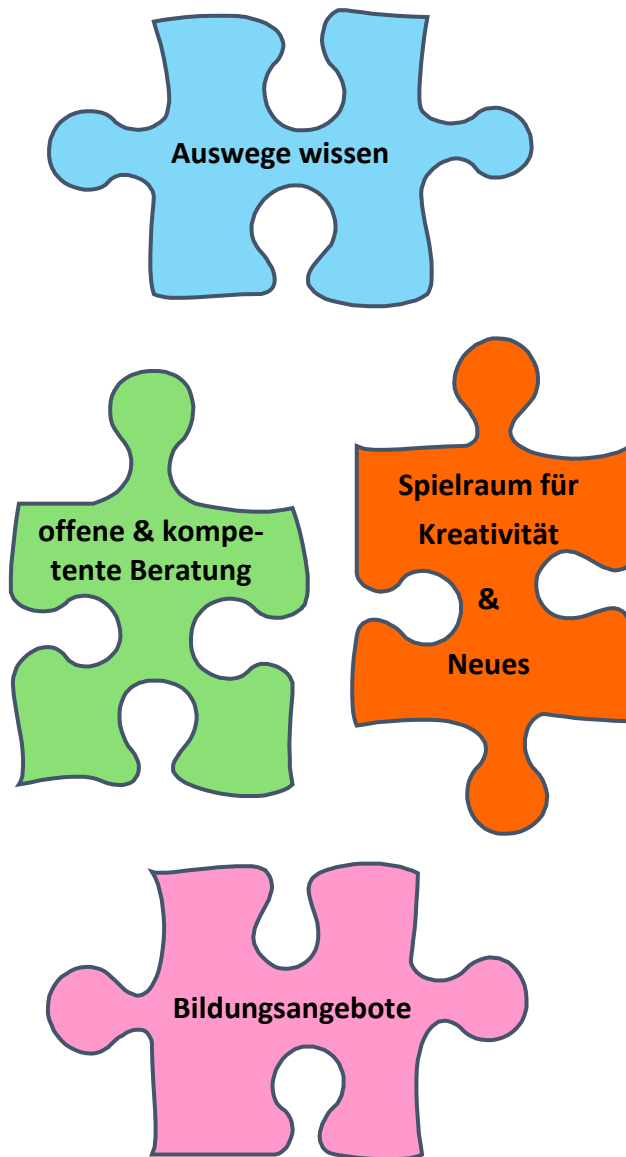 Auswege wissen
offene & kompe-
tente Beratung
Spielraum für
Kreativität
&
Neues
Bildungsangebote